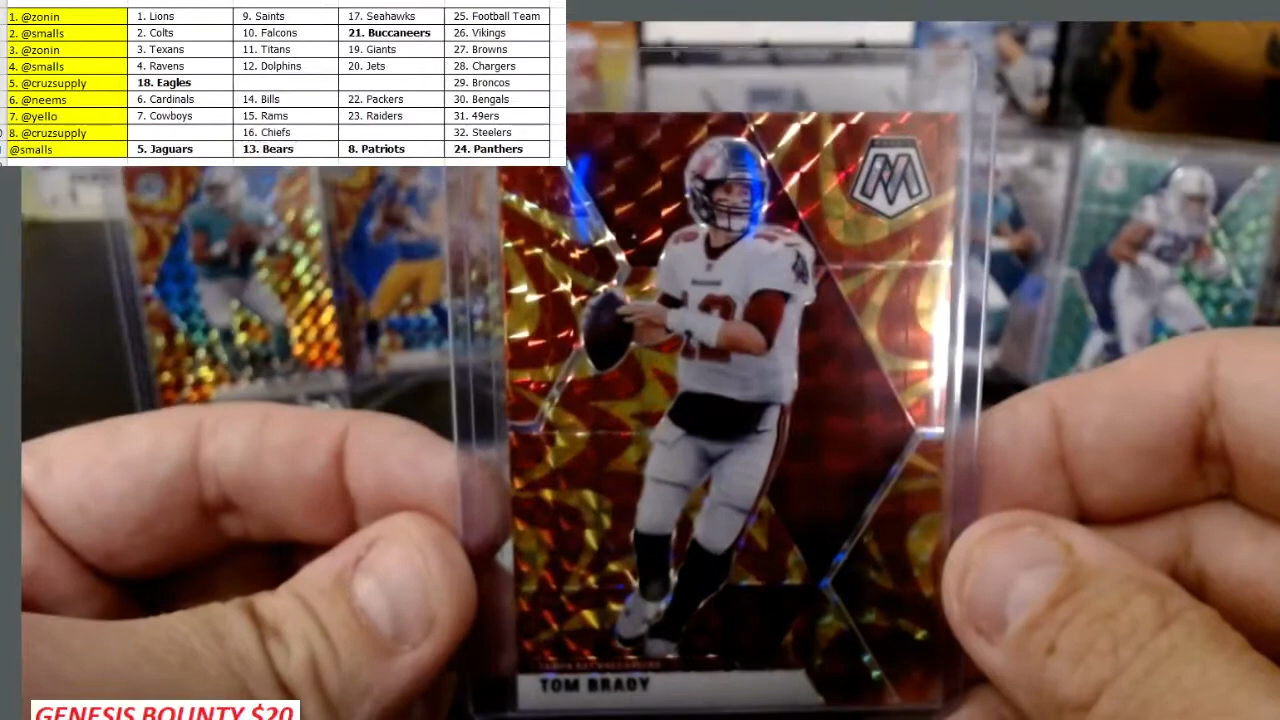 1. @zonin 1. Lions 9. Saints 17. Seahawks 25. Football Team
2. @smalls 2. Colts 10. Falcons 21. Buccaneers 26. Vikings
3. @zonin 3. Texans 11. Titans 19. Giants 27. Browns
4. @smalls 4. Ravens 12. Dolphins 20. Jets 28. Chargers
5. @cruzsupply 18. Eagles 29. Broncos
6. @neems 6. Cardinals 14. Bills 22. Packers 30. Bengals
7. @yello 7. Cowboys 15. Rams 23. Raiders 31. 49ers
8. @cruzsupply 16. Chiefs 32. Steelers
@smalls 5. Jaguars 13. Bears 8. Patriots 24. Panthers
12
TAMPA BAY BUCCANEERS
TOM BRADY
GENESIS BOUNTY $20